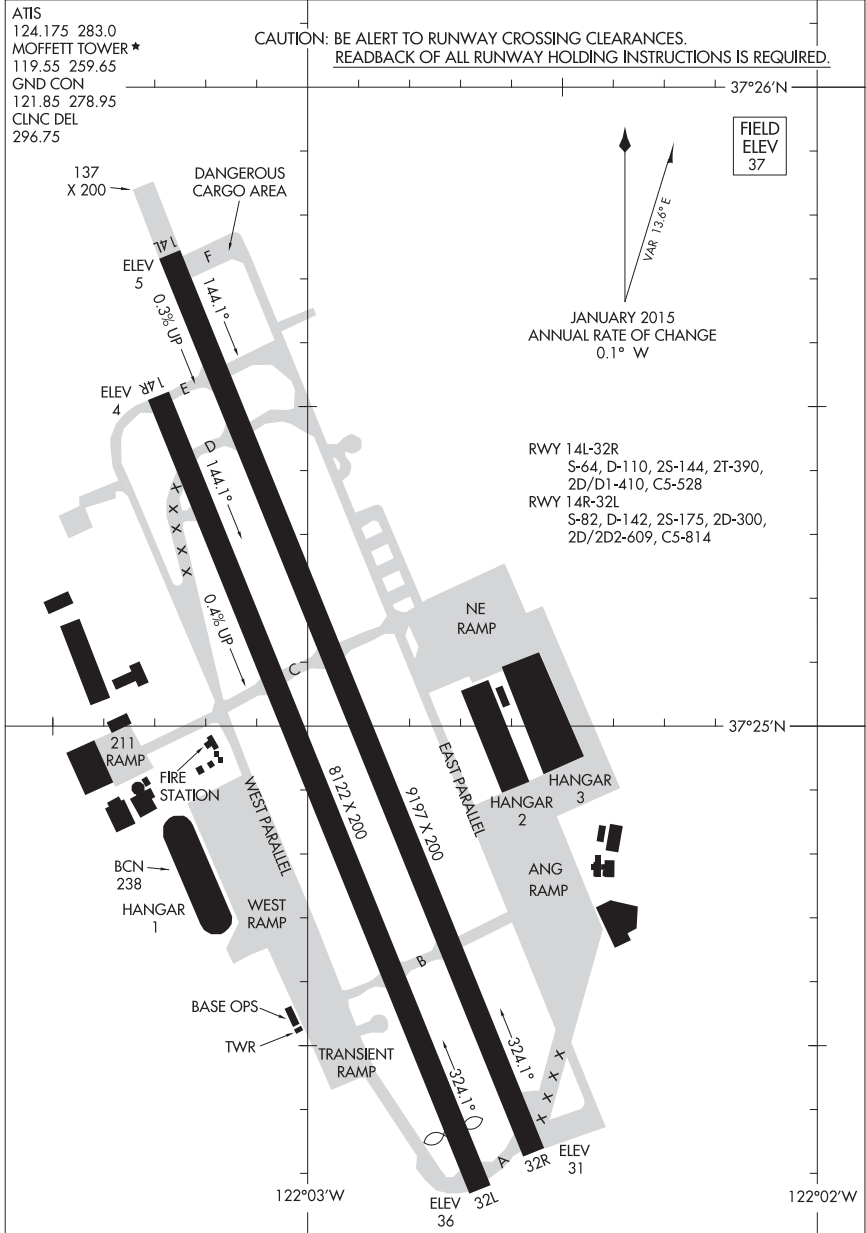 ATIS
124.175 283.0
MOFFETT TOWER★
119.55 259.65
GND CON
121.85 278.95
CLNC DEL
296.75
CAUTION: BE ALERT TO RUNWAY CROSSING CLEARANCES.
READBACK OF ALL RUNWAY HOLDING INSTRUCTIONS IS REQUIRED.
37°26'N
FIELD
ELEV
37
VAR 13.6° E
JANUARY 2015
ANNUAL RATE OF CHANGE
0.1° W
137
X 200
DANGEROUS
CARGO AREA
14L
F
ELEV
5
0.3% UP
144.1°
ELEV
4
14R
E
D
144.1°
RWY 14L-32R
S-64, D-110, 2S-144, 2T-390,
2D/D1-410, C5-528
RWY 14R-32L
S-82, D-142, 2S-175, 2D-300,
2D/2D2-609, C5-814
0.4% UP
NE
RAMP
C
37°25'N
211
RAMP
FIRE
STATION
WEST PARALLEL
8122 X 200
9197 X 200
EAST PARALLEL
HANGAR
2
HANGAR
3
BCN
238
HANGAR
1
WEST
RAMP
ANG
RAMP
B
BASE OPS
TWR
TRANSIENT
RAMP
324.1°
324.1°
A
32R
ELEV
31
32L
ELEV
36
122°03'W
122°02'W